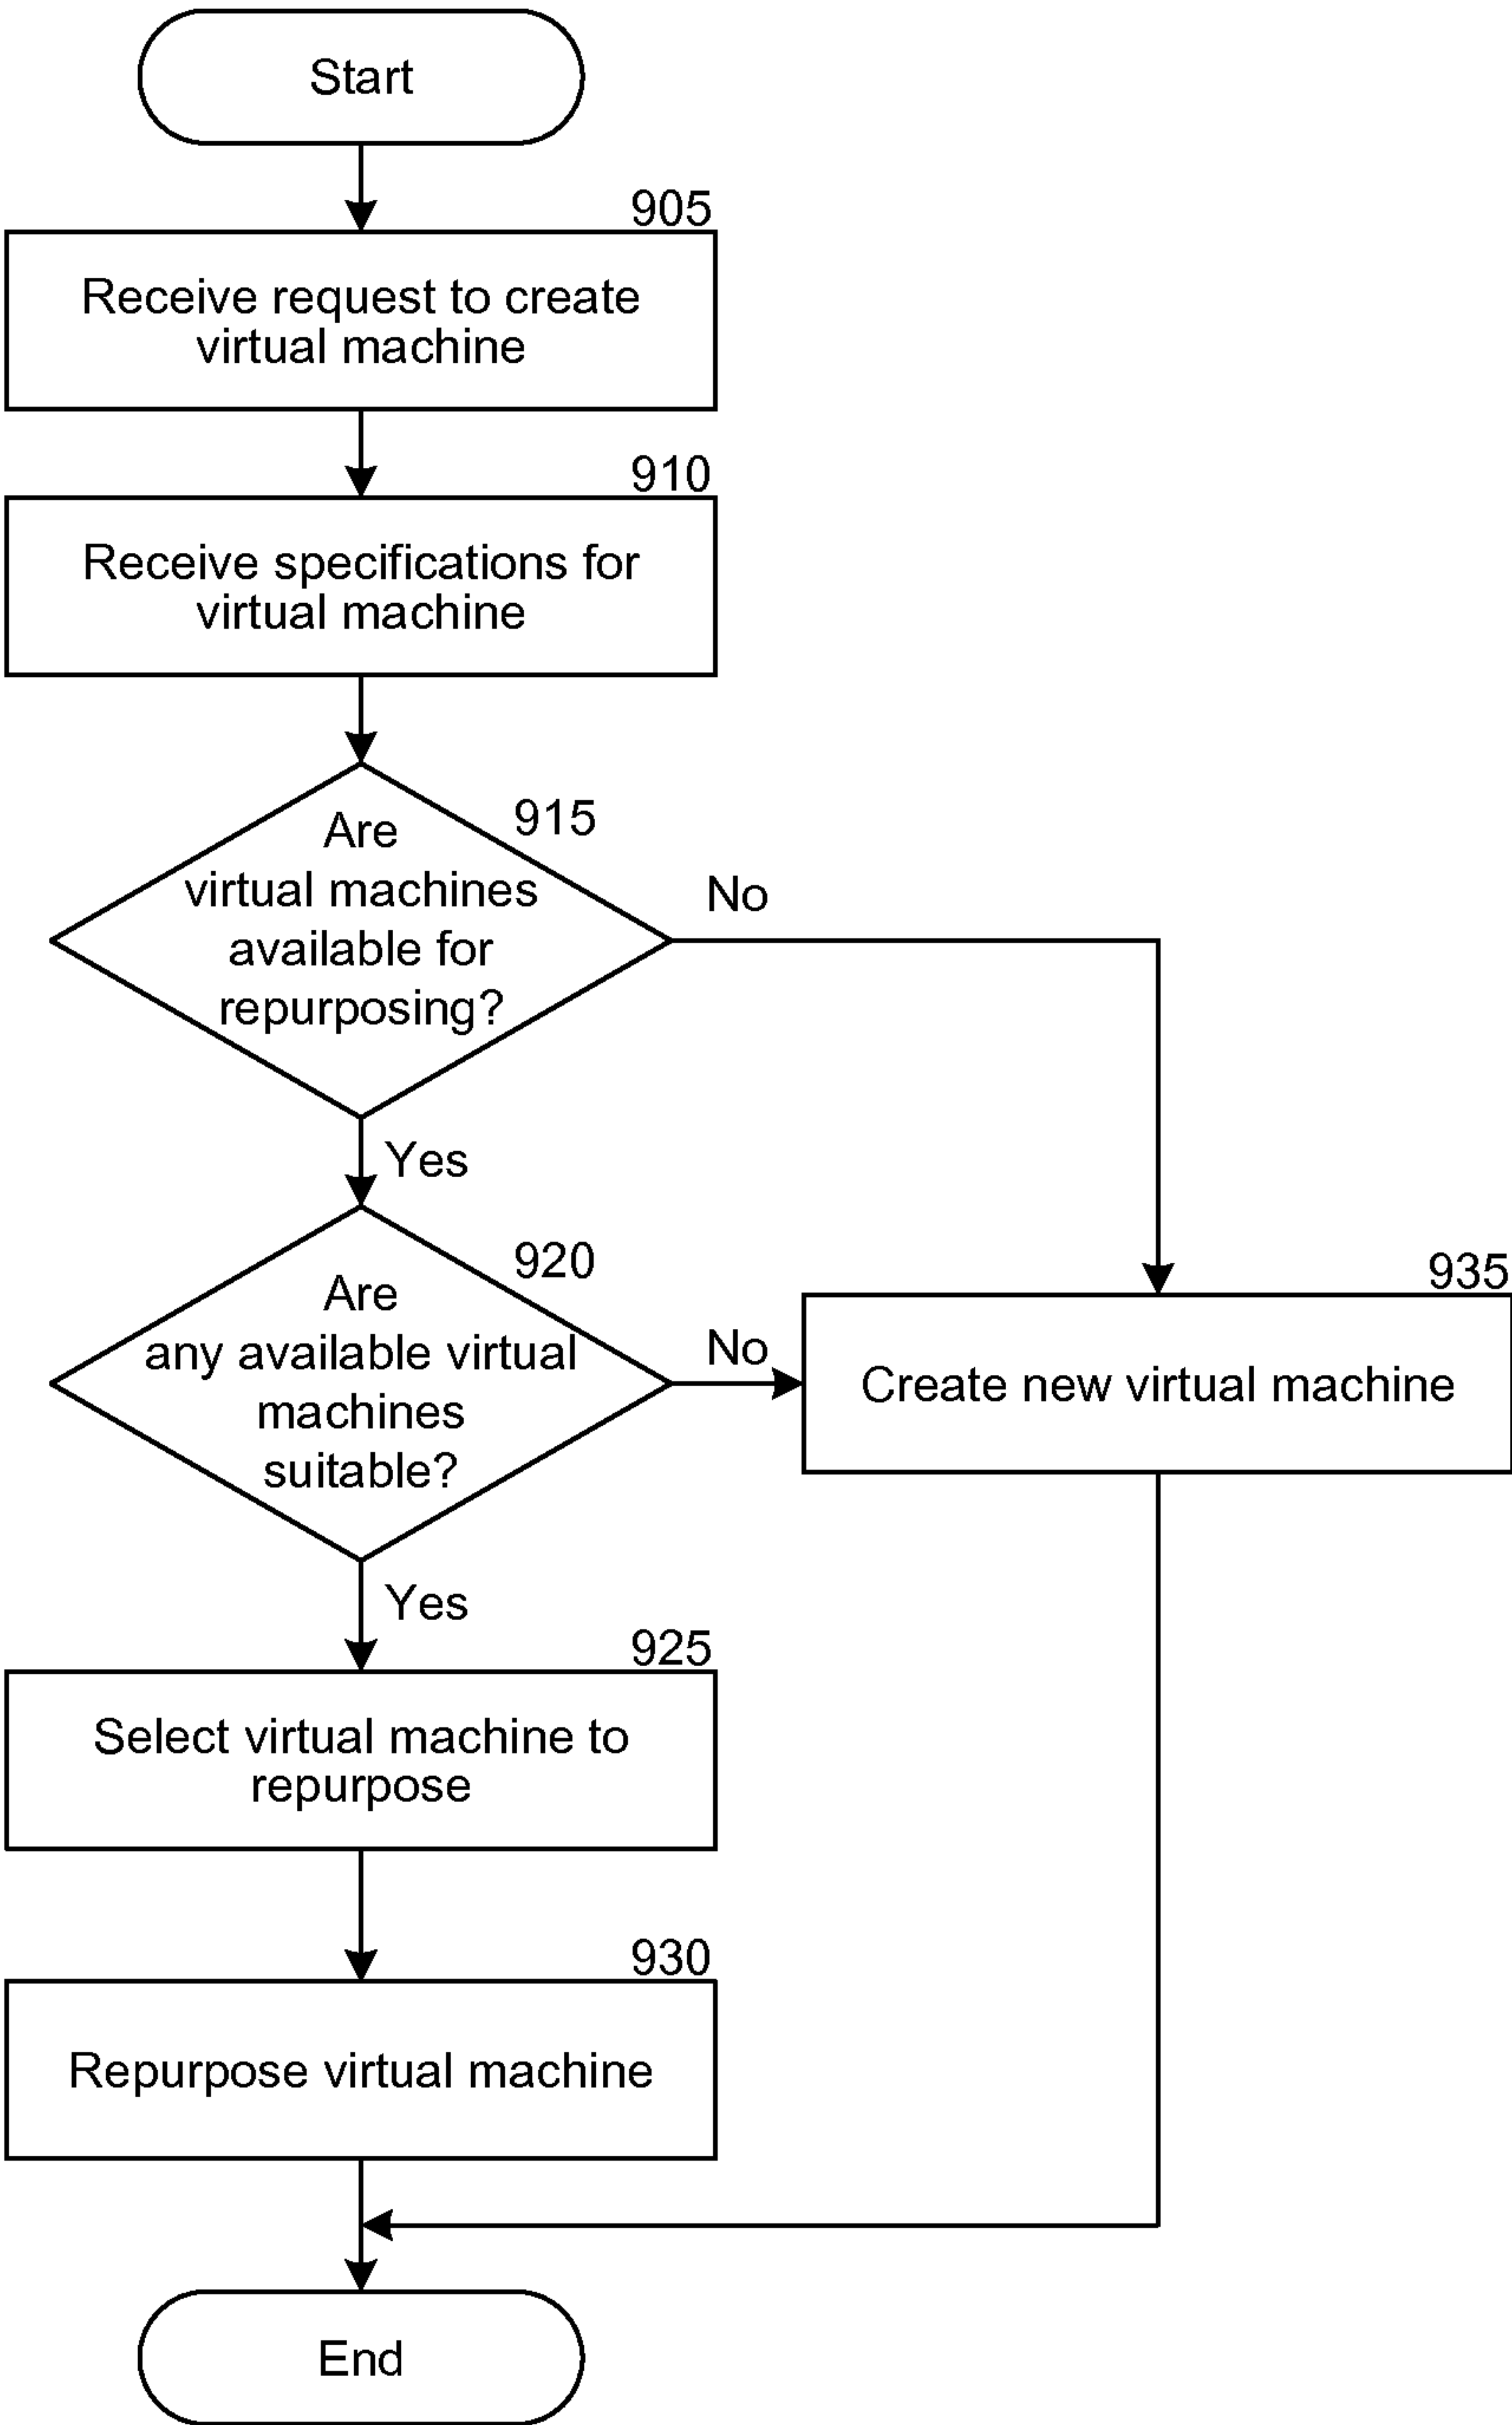 Start
905
Receive request to create
virtual machine
910
Receive specifications for
virtual machine
915
Are
virtual machines
available for
repurposing?
No
Yes
920
Are
any available virtual
machines
suitable?
No
935
Create new virtual machine
Yes
925
Select virtual machine to
repurpose
930
Repurpose virtual machine
End